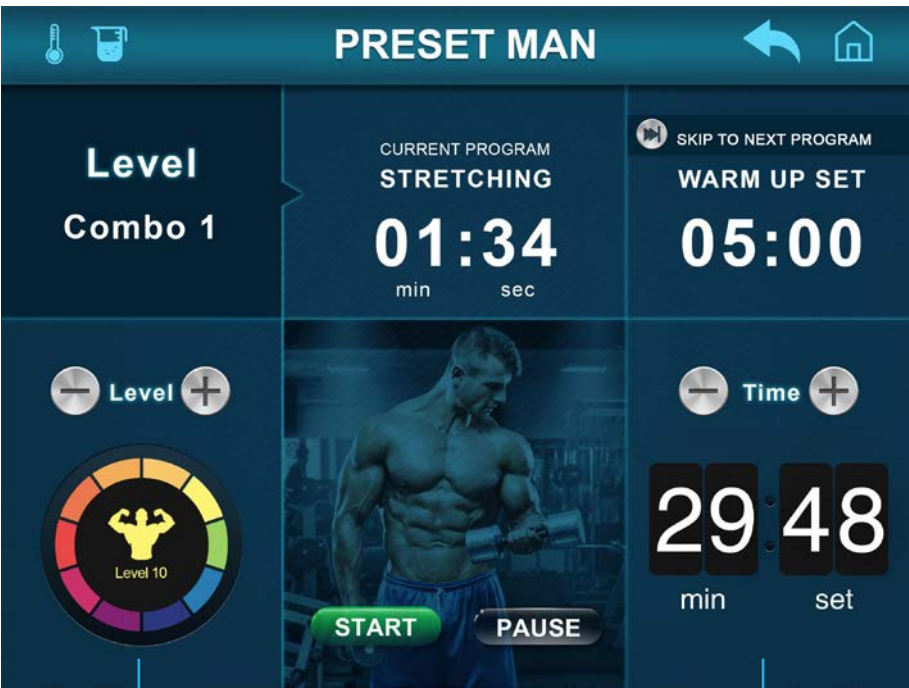 PRESET MAN
Level
Combo 1
CURRENT PROGRAM
STRETCHING
01:34
min sec
SKIP TO NEXT PROGRAM
WARM UP SET
05:00
Level
Level 10
START PAUSE
Time
29:48
min set